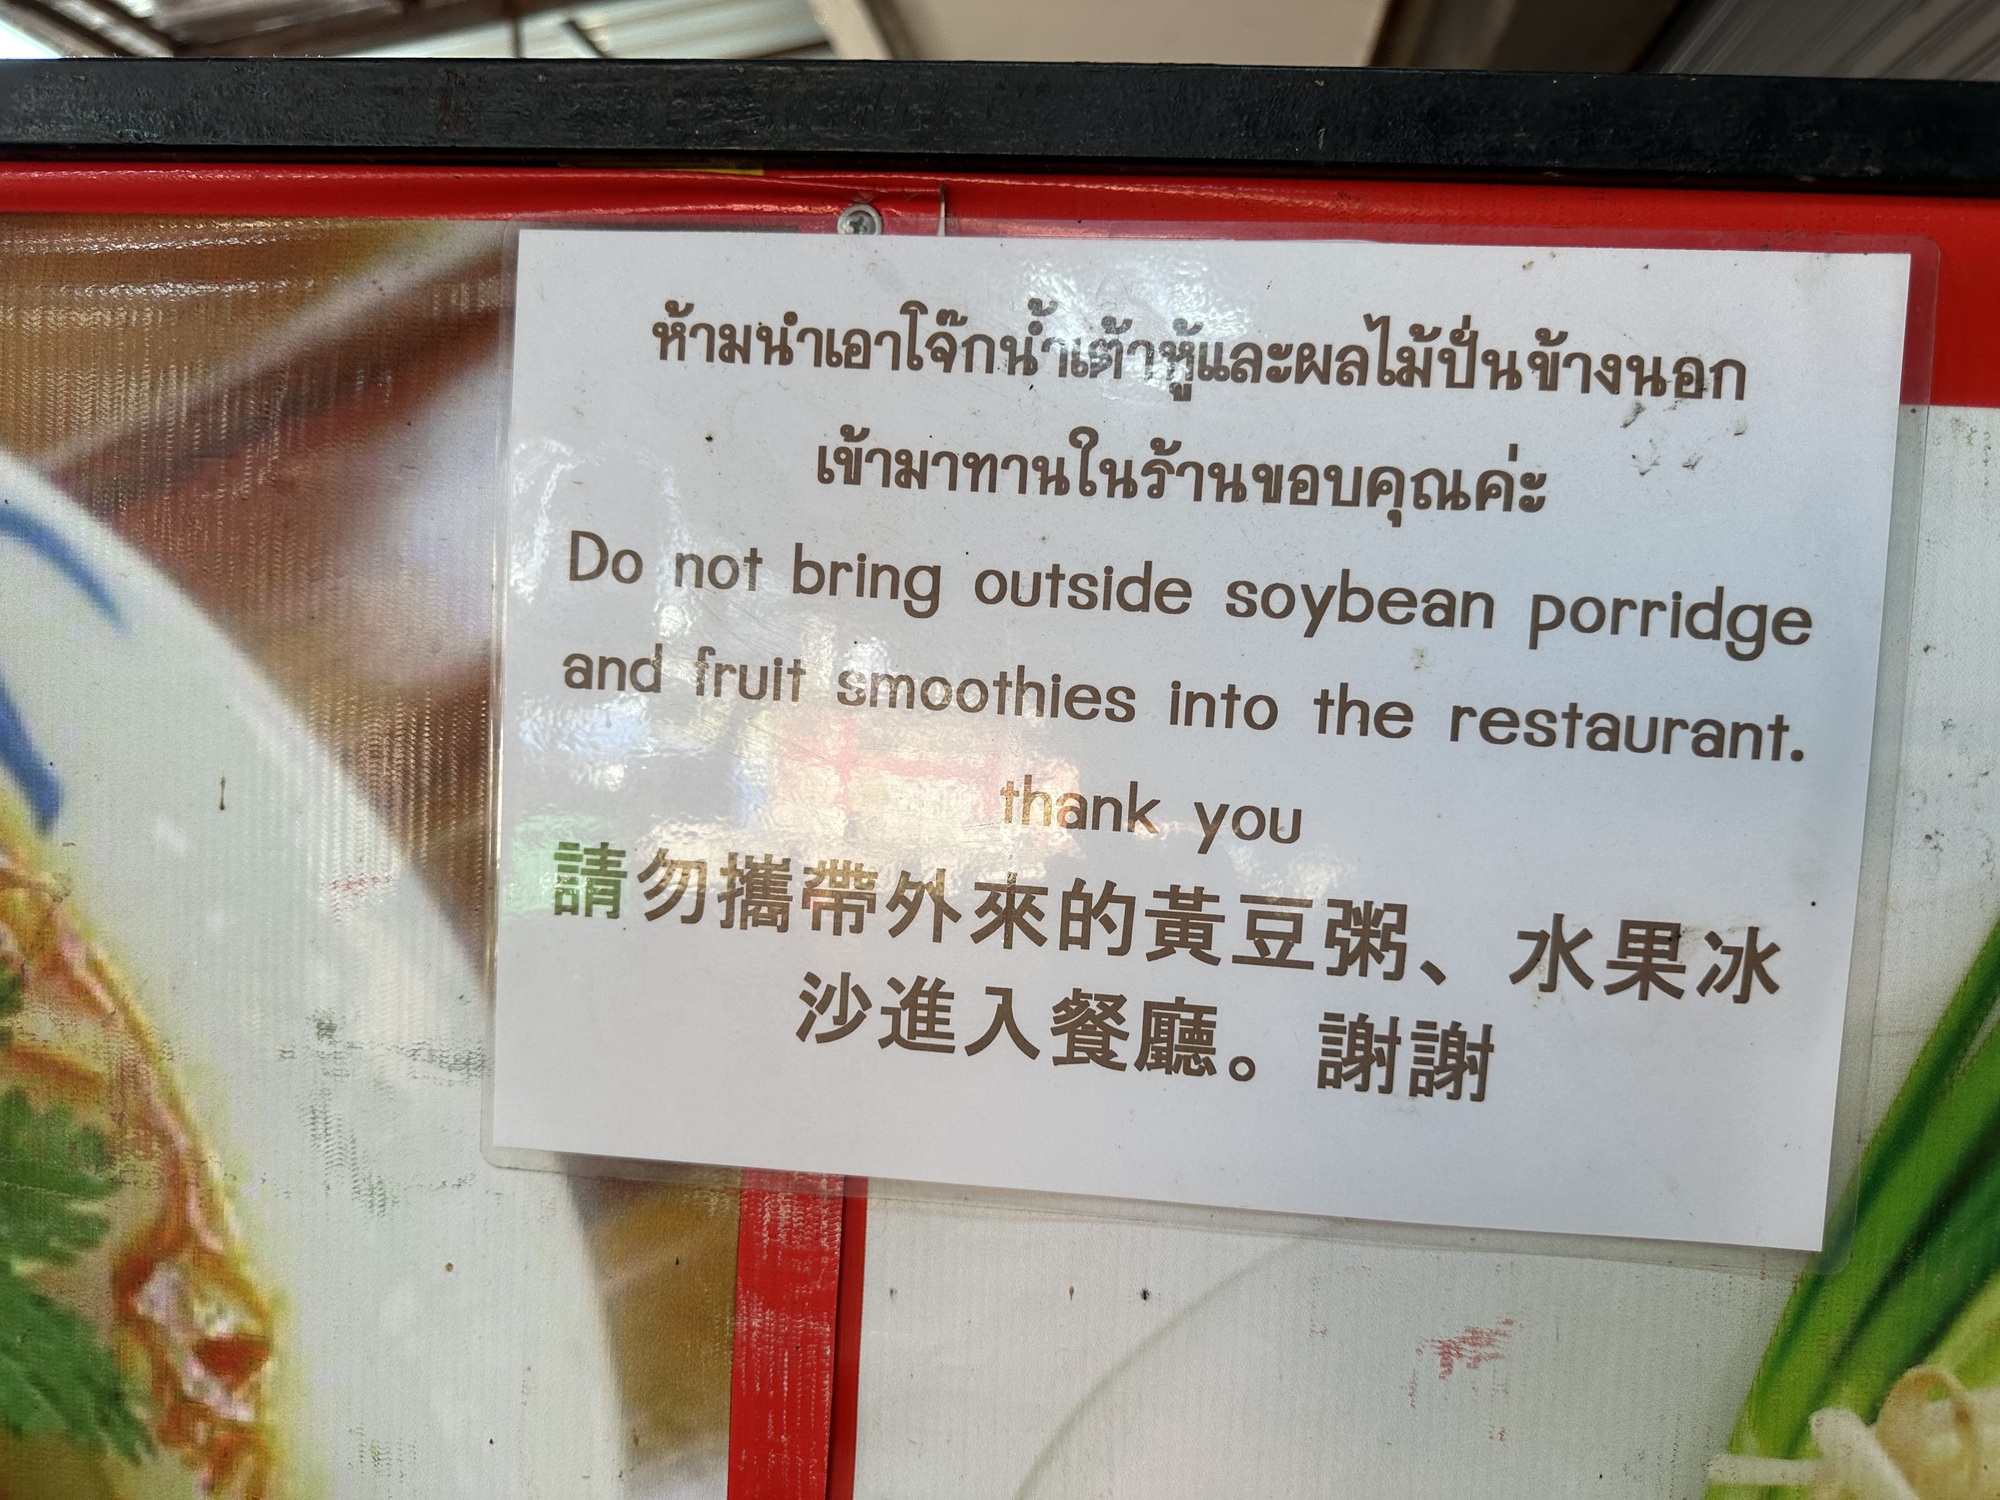 ห้ามนำเอาโจ๊กน้ำเต้าหู้และผลไม้ปั่นข้างนอก
เข้ามาทานในร้านขอบคุณค่ะ
Do not bring outside soybean porridge
and fruit smoothies into the restaurant.
thank you
請勿攜帶外來的黃豆粥、水果冰
沙進入餐廳。謝謝